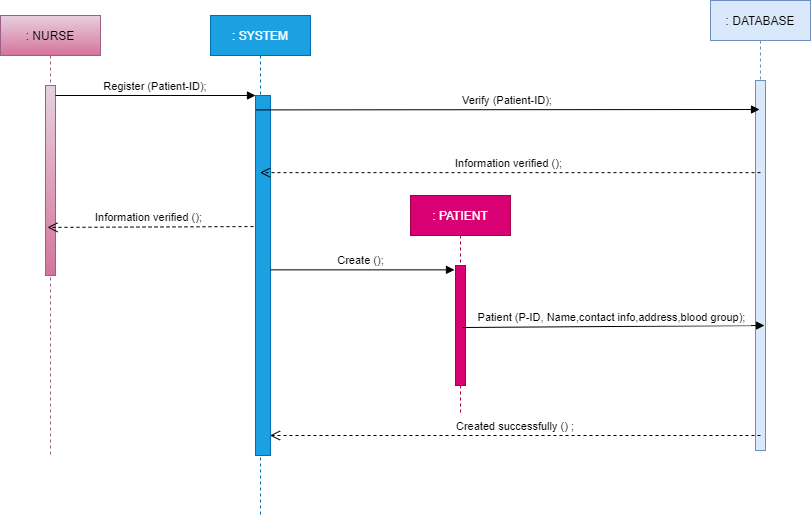 : NURSE
: SYSTEM
: DATABASE
Register (Patient-ID);
Verify (Patient-ID);
Information verified ();
Information verified ();
: PATIENT
Create ();
Patient (P-ID, Name,contact info,address,blood group);
Created successfully () ;